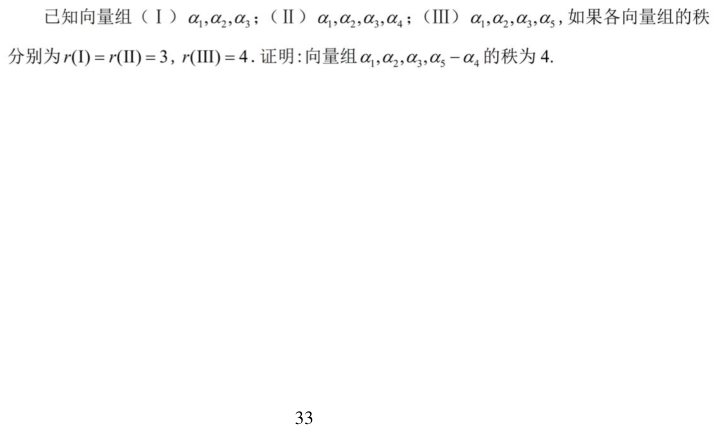 已知向量组（Ⅰ）α₁,α₂,α₃；（Ⅱ）α₁,α₂,α₃,α₄；（Ⅲ）α₁,α₂,α₃,α₅,如果各向量组的秩
分别为r(Ⅰ)=r(Ⅱ)=3, r(Ⅲ)=4.证明:向量组α₁,α₂,α₃,α₅−α₄的秩为 4.
33